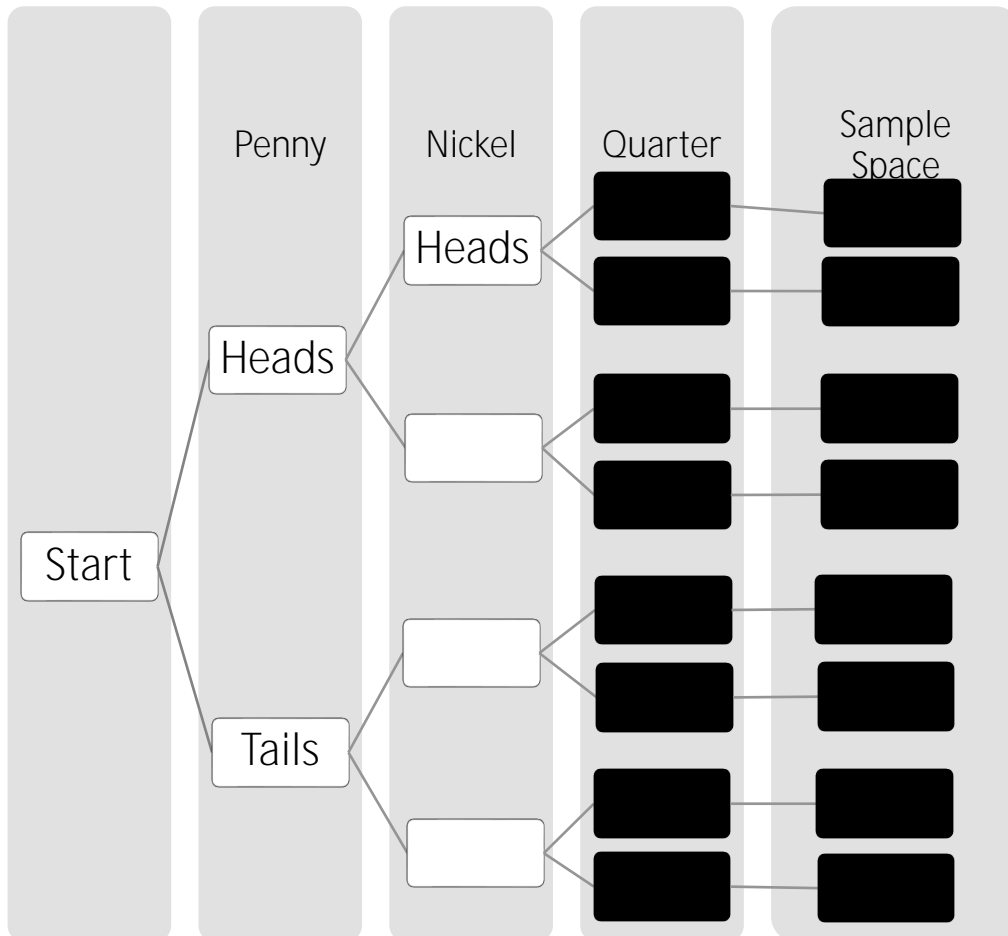 Penny
Nickel
Quarter
Sample
Space
Heads
Heads
Start
Tails